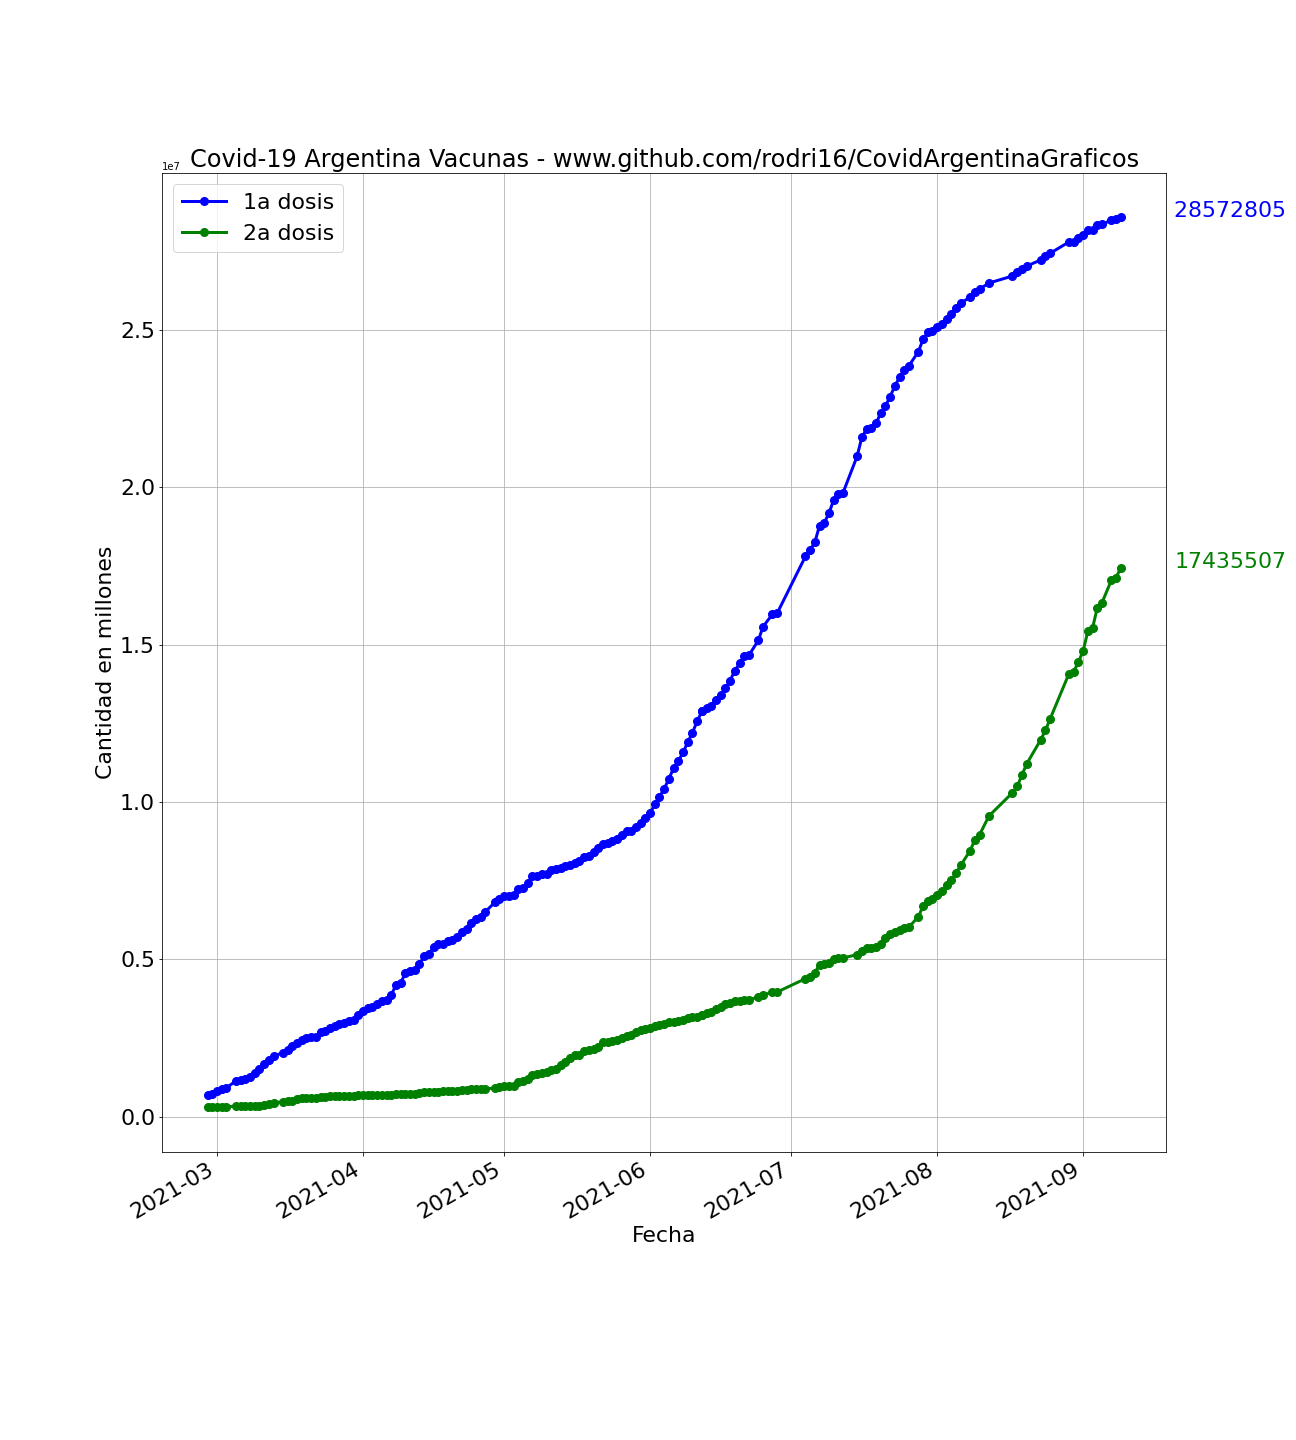 Covid-19 Argentina Vacunas - www.github.com/rodri16/CovidArgentinaGraficos
1e7
1a dosis
2a dosis
28572805
17435507
2.5
2.0
1.5
1.0
0.5
0.0
Cantidad en millones
2021-03
2021-04
2021-05
2021-06
2021-07
2021-08
2021-09
Fecha